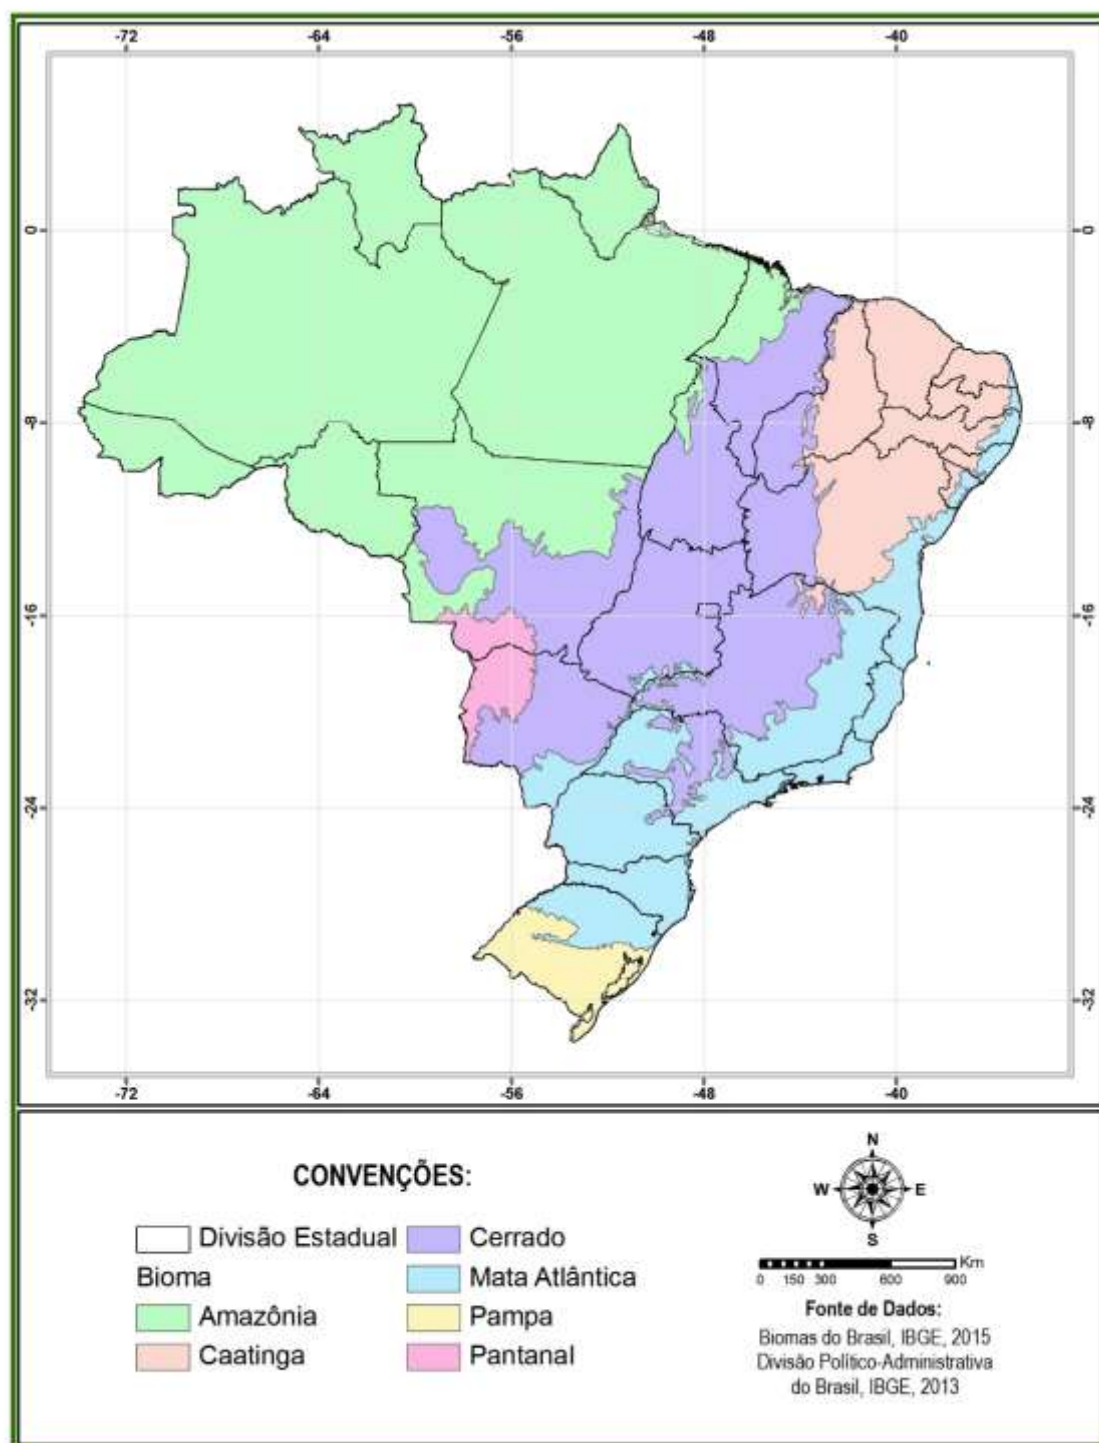 -72 -64 -56 -48 -40
0 0
-8 -8
-16 -16
-24 -24
-32 -32
-72 -64 -56 -48 -40
CONVENÇÕES:
Divisão Estadual
Bioma
Amazônia
Caatinga
Cerrado
Mata Atlântica
Pampa
Pantanal
N
W E
S
Km
0 150 300 600 900
Fonte de Dados:
Biomas do Brasil, IBGE, 2015
Divisão Político-Administrativa
do Brasil, IBGE, 2013